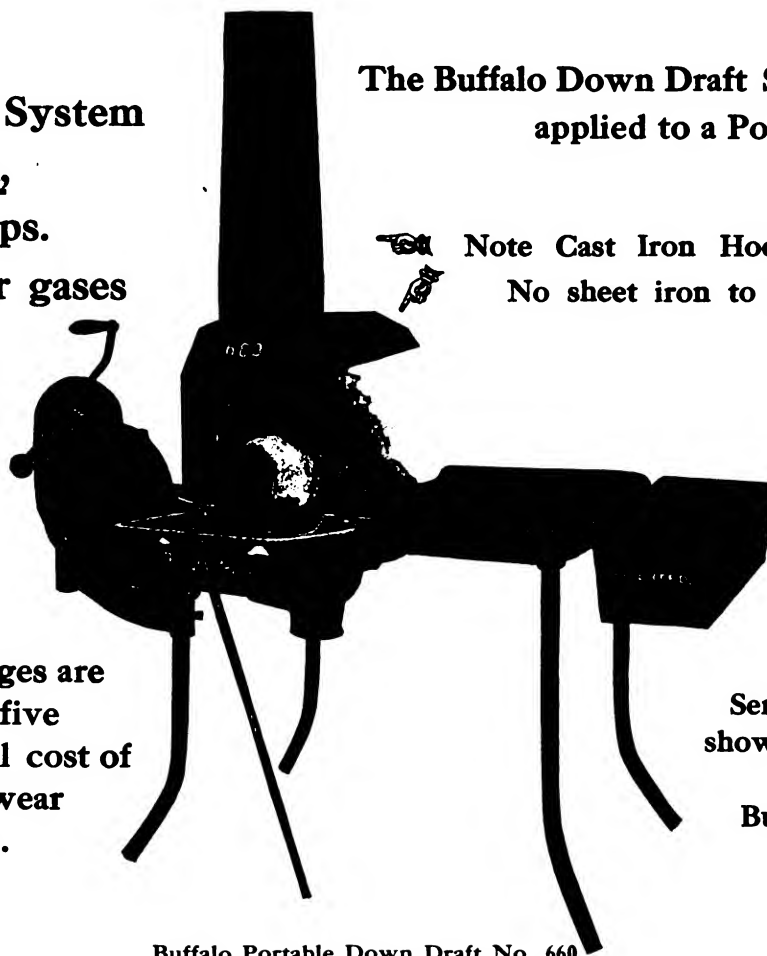 System
ps.
r gases
The Buffalo Down Draft S
applied to a Po
Note Cast Iron Hoo
No sheet iron to
ges are
five
l cost of
wear
.
Ser
show
Bu
Buffalo Portable Down Draft No. 660